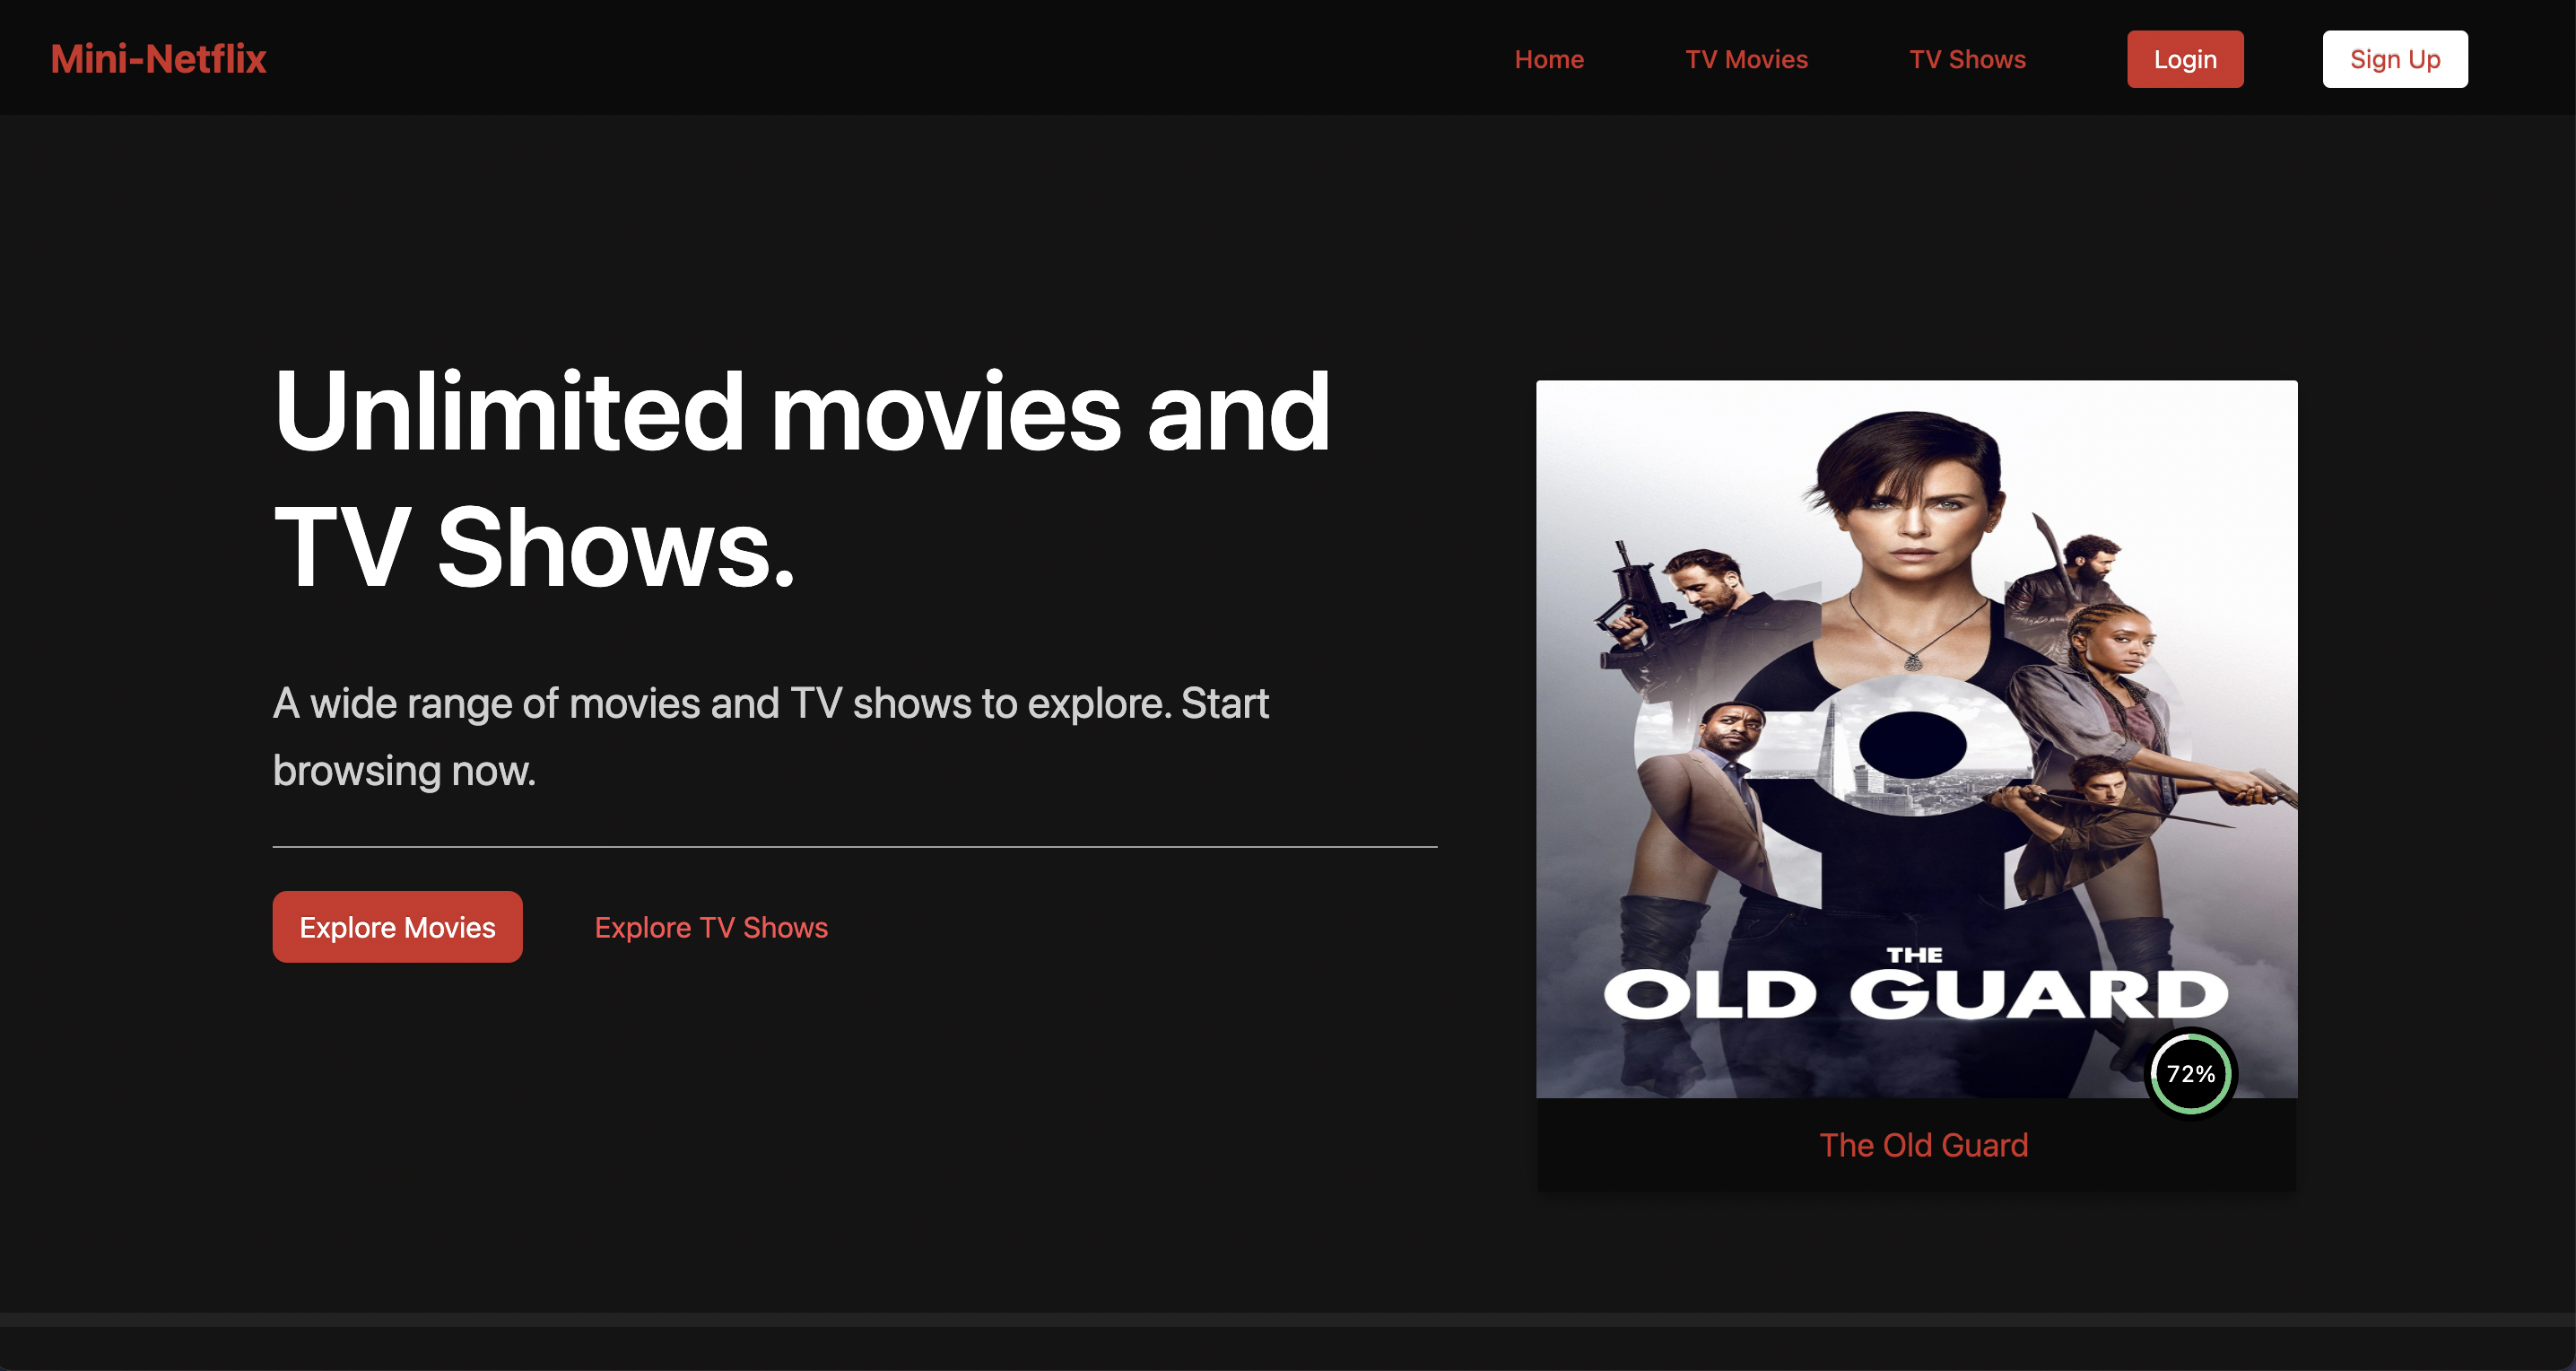 Mini-Netflix
Home
TV Movies
TV Shows
Login
Sign Up
Unlimited movies and
TV Shows.
A wide range of movies and TV shows to explore. Start
browsing now.
Explore Movies
Explore TV Shows
THE
OLD GUARD
72%
The Old Guard